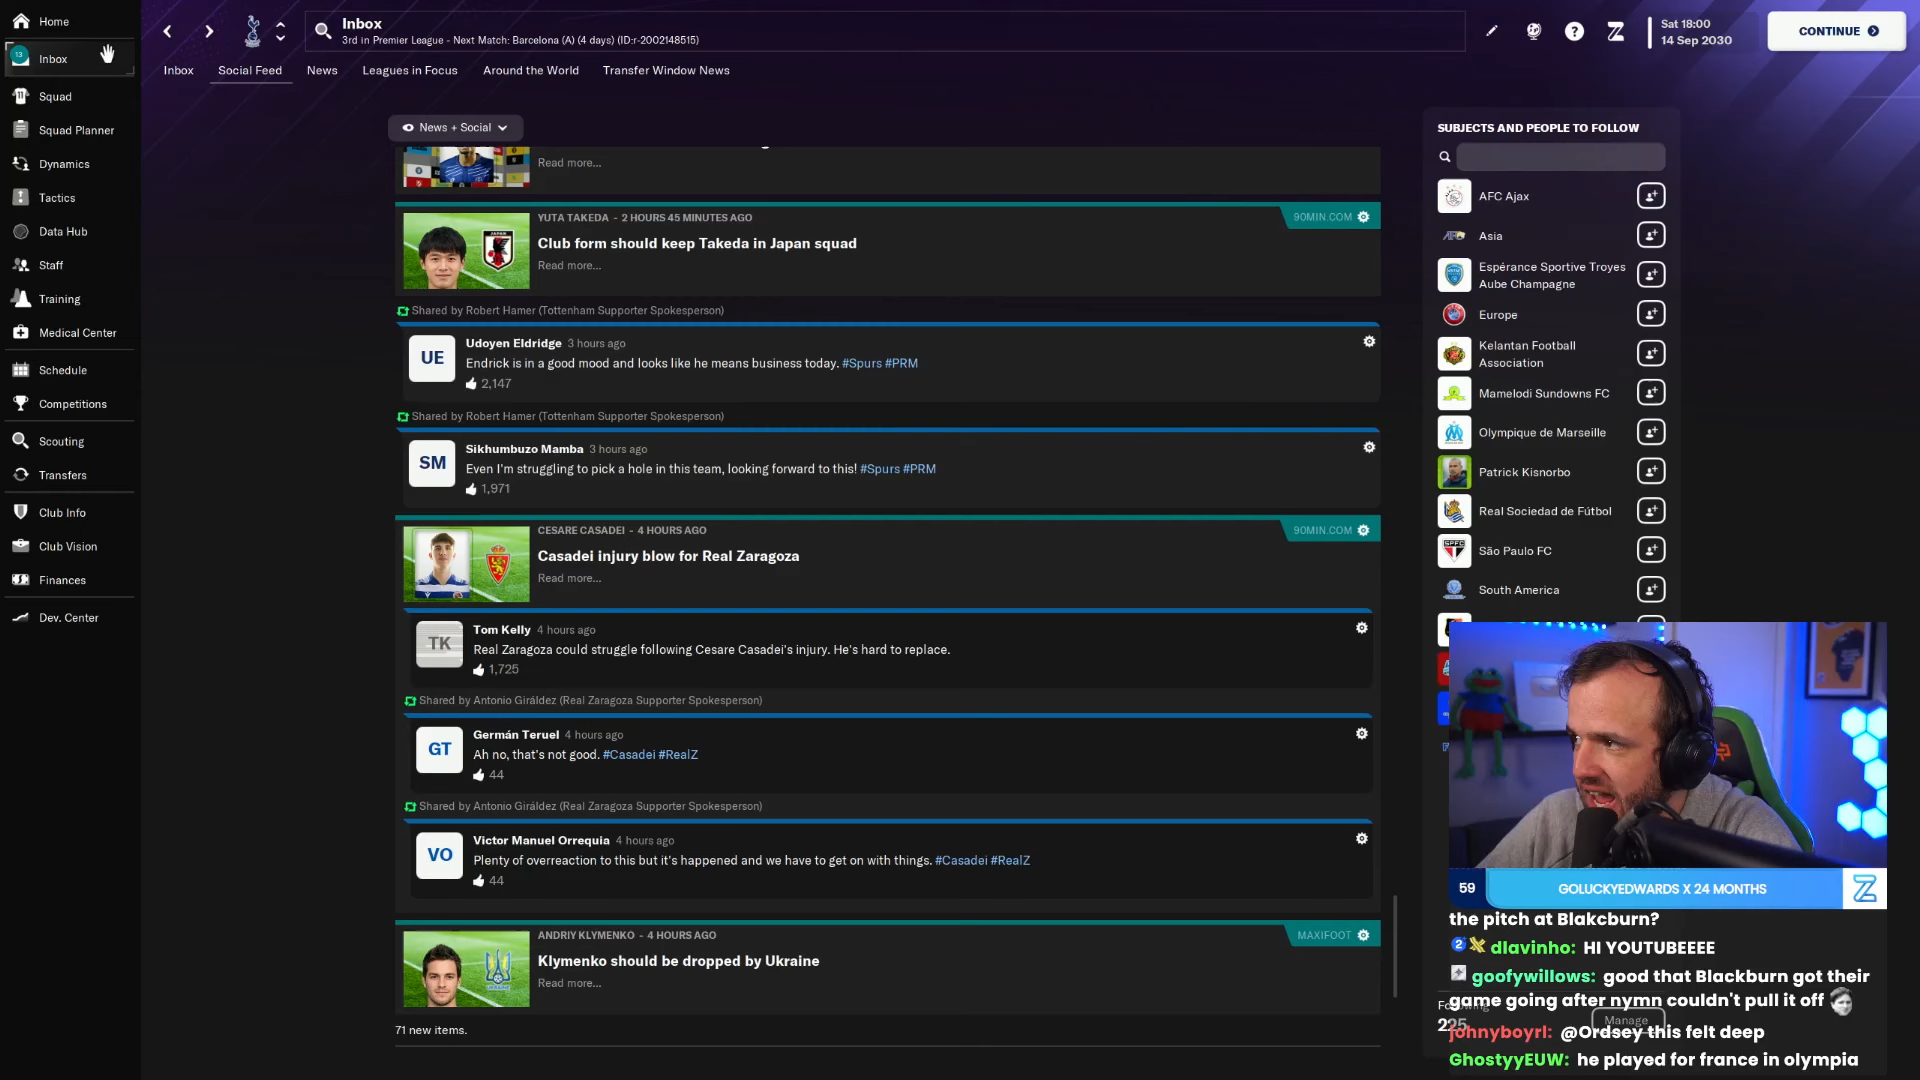 Home
13
Inbox
Squad
Squad Planner
Dynamics
Tactics
Data Hub
Staff
Training
Medical Center
Schedule
Competitions
Scouting
Transfers
Club Info
Club Vision
Finances
Dev. Center
Inbox
3rd in Premier League - Next Match: Barcelona (A) (4 days) (ID:r-2002148515)
Sat 18:00
14 Sep 2030
CONTINUE
Inbox
Social Feed
News
Leagues in Focus
Around the World
Transfer Window News
News + Social
Read more...
YUTA TAKEDA - 2 HOURS 45 MINUTES AGO
90MIN.COM
Club form should keep Takeda in Japan squad
Read more...
Shared by Robert Hamer (Tottenham Supporter Spokesperson)
UE
Udoyen Eldridge 3 hours ago
Endrick is in a good mood and looks like he means business today. #Spurs #PRM
2,147
Shared by Robert Hamer (Tottenham Supporter Spokesperson)
SM
Sikhumbuzo Mamba 3 hours ago
Even I'm struggling to pick a hole in this team, looking forward to this! #Spurs #PRM
1,971
CESARE CASADEI - 4 HOURS AGO
90MIN.COM
Casadei injury blow for Real Zaragoza
Read more...
TK
Tom Kelly 4 hours ago
Real Zaragoza could struggle following Cesare Casadei's injury. He's hard to replace.
1,725
Shared by Antonio Giráldez (Real Zaragoza Supporter Spokesperson)
GT
Germán Teruel 4 hours ago
Ah no, that's not good. #Casadei #RealZ
44
Shared by Antonio Giráldez (Real Zaragoza Supporter Spokesperson)
VO
Victor Manuel Orrequia 4 hours ago
Plenty of overreaction to this but it's happened and we have to get on with things. #Casadei #RealZ
44
ANDRIY KLYMENKO - 4 HOURS AGO
MAXIFOOT
Klymenko should be dropped by Ukraine
Read more...
71 new items.
SUBJECTS AND PEOPLE TO FOLLOW
AFC Ajax
Asia
Espérance Sportive Troyes
Aube Champagne
Europe
Kelantan Football
Association
Mamelodi Sundowns FC
Olympique de Marseille
Patrick Kisnorbo
Real Sociedad de Fútbol
São Paulo FC
South America
59
GOLUCKYEDWARDS X 24 MONTHS
the pitch at Blakcburn?
2 dlavinho: HI YOUTUBEEEE
goofywillows: good that Blackburn got their
game going after nymn couldn't pull it off
225
Manage
johnyboyrl: @Ordsey this felt deep
GhostyyEUW: he played for france in olympia